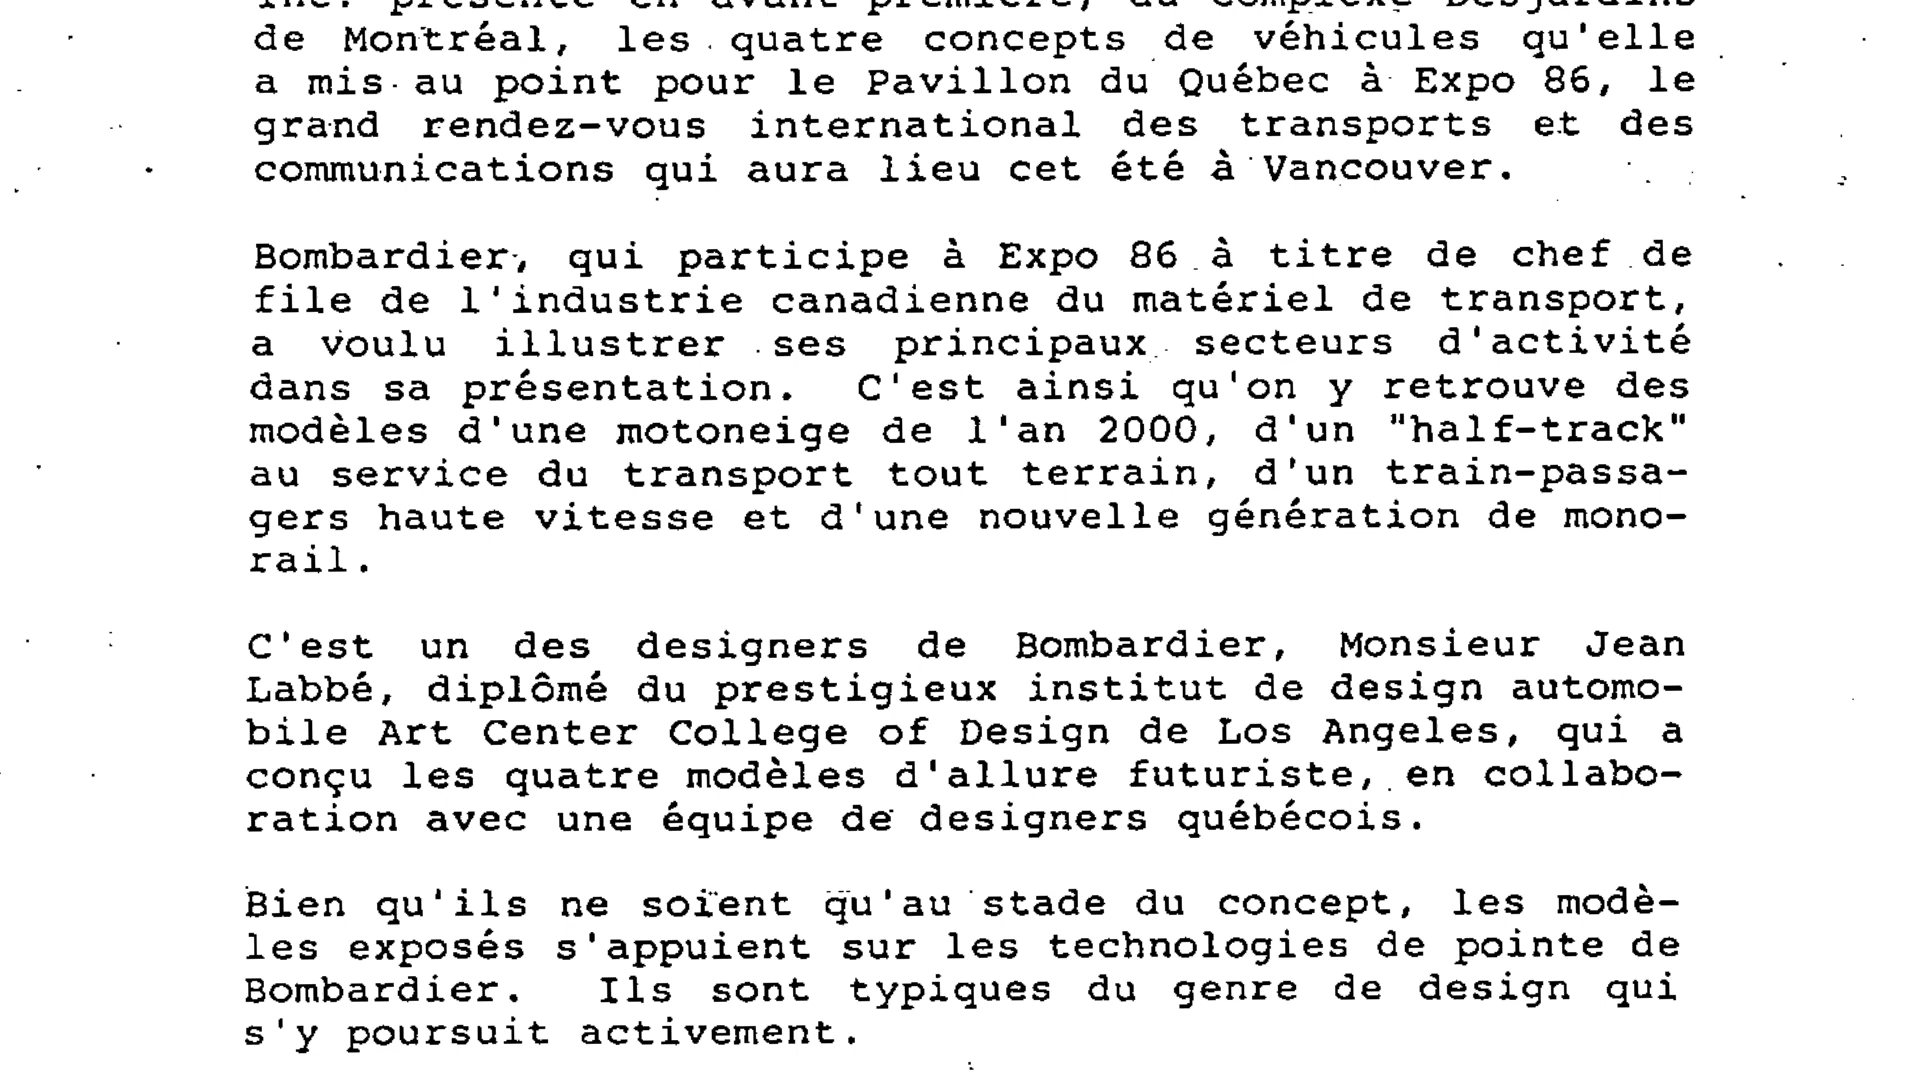 Inc. présente en avant première, au Complexe Desjardins
de Montréal, les quatre concepts de véhicules qu'elle
a mis au point pour le Pavillon du Québec à Expo 86, le
grand rendez-vous international des transports et des
communications qui aura lieu cet été à Vancouver.
Bombardier, qui participe à Expo 86 à titre de chef de
file de l'industrie canadienne du matériel de transport,
a voulu illustrer ses principaux secteurs d'activité
dans sa présentation. C'est ainsi qu'on y retrouve des
modèles d'une motoneige de l'an 2000, d'un "half-track"
au service du transport tout terrain, d'un train-passa-
gers haute vitesse et d'une nouvelle génération de mono-
rail.
C'est un des designers de Bombardier, Monsieur Jean
Labbé, diplômé du prestigieux institut de design automo-
bile Art Center College of Design de Los Angeles, qui a
conçu les quatre modèles d'allure futuriste, en collabo-
ration avec une équipe de designers québécois.
Bien qu'ils ne soient qu'au stade du concept, les modè-
les exposés s'appuient sur les technologies de pointe de
Bombardier. Ils sont typiques du genre de design qui
s'y poursuit activement.